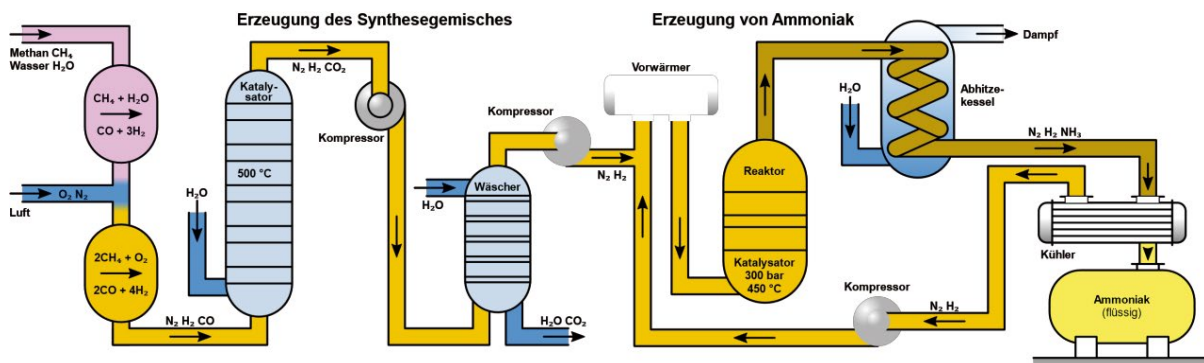 Erzeugung des Synthesegemisches
Erzeugung von Ammoniak
Methan CH₄
Wasser H₂O
CH₄ + H₂O
CO + 3H₂
O₂ N₂
Luft
2CH₄ + O₂
2CO + 4H₂
N₂ H₂ CO
H₂O
Kataly-
sator
500 °C
N₂ H₂ CO₂
Kompressor
H₂O
Wäscher
H₂O CO₂
Kompressor
N₂ H₂
Vorwärmer
Reaktor
Katalysator
300 bar
450 °C
H₂O
Dampf
Abhitze-
kessel
N₂ H₂ NH₃
Kühler
Kompressor
N₂ H₂
Ammoniak
(flüssig)